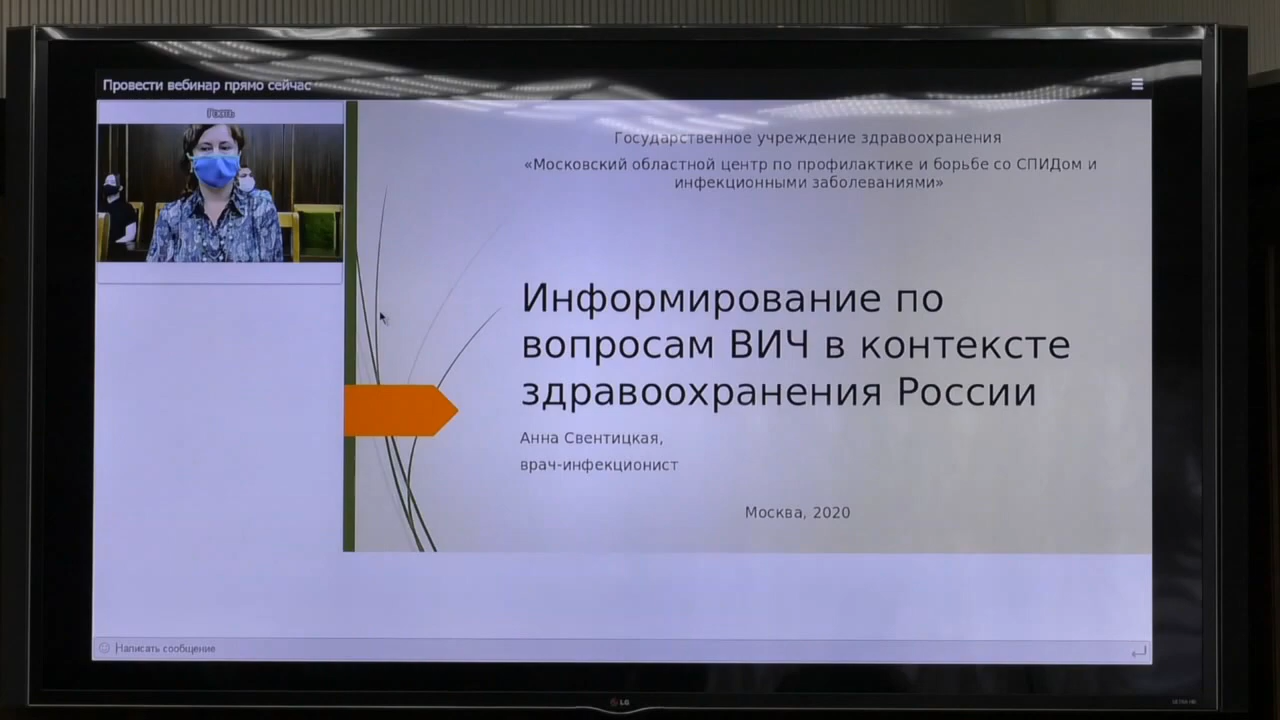 Провести вебинар прямо сейчас
Государственное учреждение здравоохранения
«Московский областной центр по профилактике и борьбе со СПИДом и
инфекционными заболеваниями»
Информирование по
вопросам ВИЧ в контексте
здравоохранения России
Анна Свентицкая,
врач-инфекционист
Москва, 2020
Написать сообщение
LG